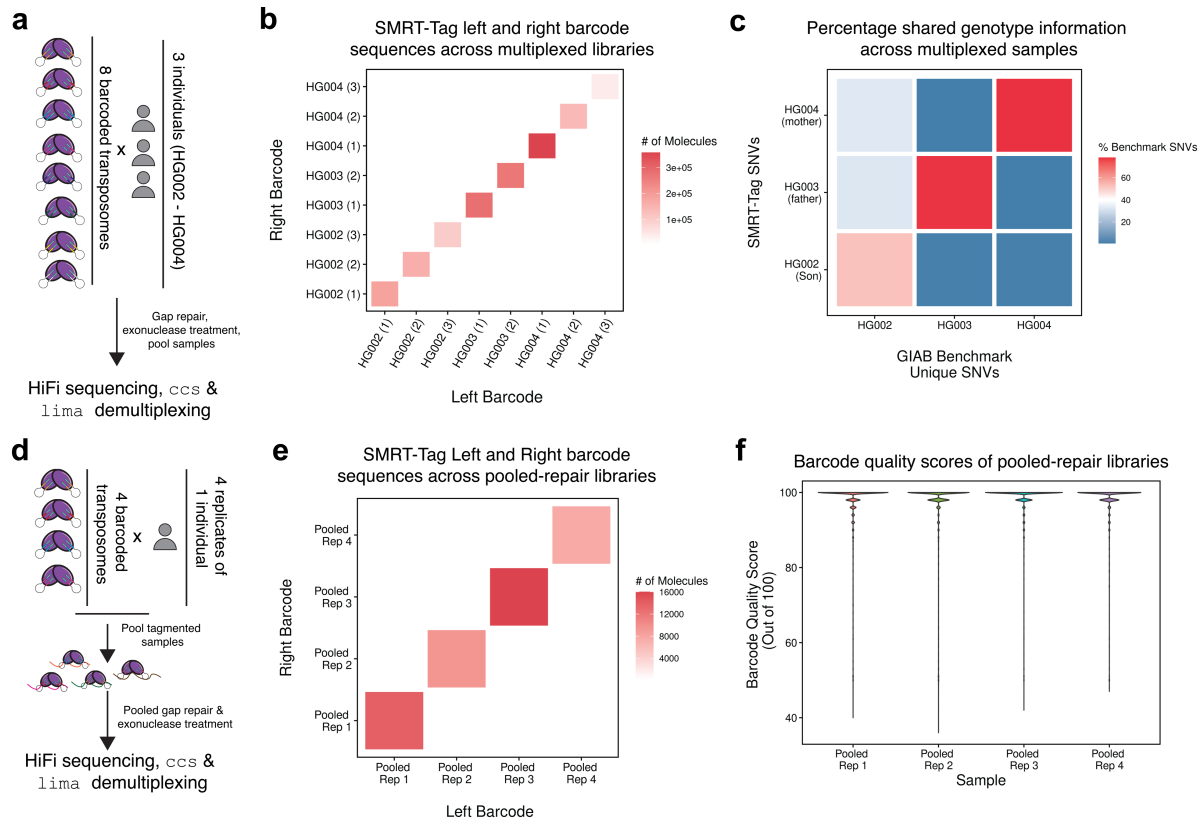 a
8 barcoded transposomes
x
3 individuals (HG002 - HG004)
Gap repair,
exonuclease treatment,
pool samples
HiFi sequencing, ccs &
lima demultiplexing
b
SMRT-Tag left and right barcode
sequences across multiplexed libraries
Right Barcode
HG004 (3)
HG004 (2)
HG004 (1)
HG003 (2)
HG003 (1)
HG002 (3)
HG002 (2)
HG002 (1)
HG002 (1)
HG002 (2)
HG002 (3)
HG003 (1)
HG003 (2)
HG004 (1)
HG004 (2)
HG004 (3)
Left Barcode
# of Molecules
3e+05
2e+05
1e+05
c
Percentage shared genotype information
across multiplexed samples
SMRT-Tag SNVs
HG004
(mother)
HG003
(father)
HG002
(Son)
HG002
HG003
HG004
GIAB Benchmark
Unique SNVs
% Benchmark SNVs
60
40
20
d
4 barcoded
transposomes
x
4 replicates of
1 individual
Pool tagmented
samples
Pooled gap repair &
exonuclease treatment
HiFi sequencing, ccs &
lima demultiplexing
e
SMRT-Tag Left and Right barcode
sequences across pooled-repair libraries
Right Barcode
Pooled
Rep 4
Pooled
Rep 3
Pooled
Rep 2
Pooled
Rep 1
Pooled
Rep 1
Pooled
Rep 2
Pooled
Rep 3
Pooled
Rep 4
Left Barcode
# of Molecules
16000
12000
8000
4000
f
Barcode quality scores of pooled-repair libraries
Barcode Quality Score
(Out of 100)
100
80
60
40
Pooled
Rep 1
Pooled
Rep 2
Pooled
Rep 3
Pooled
Rep 4
Sample